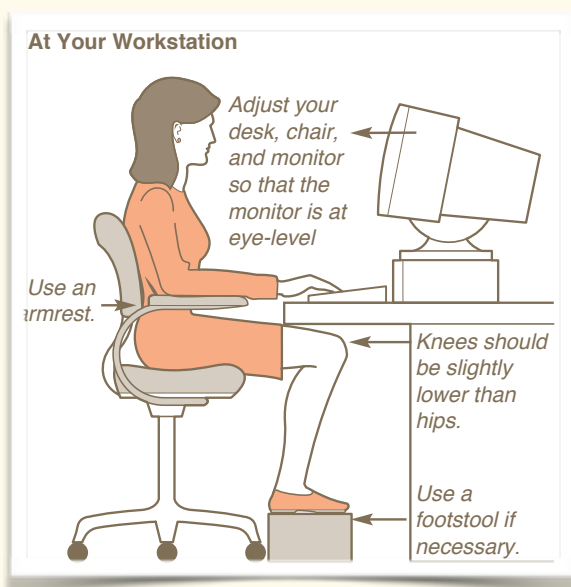 At Your Workstation
Adjust your
desk, chair,
and monitor
so that the
monitor is at
eye-level
Use an
armrest.
Knees should
be slightly
lower than
hips.
Use a
footstool if
necessary.